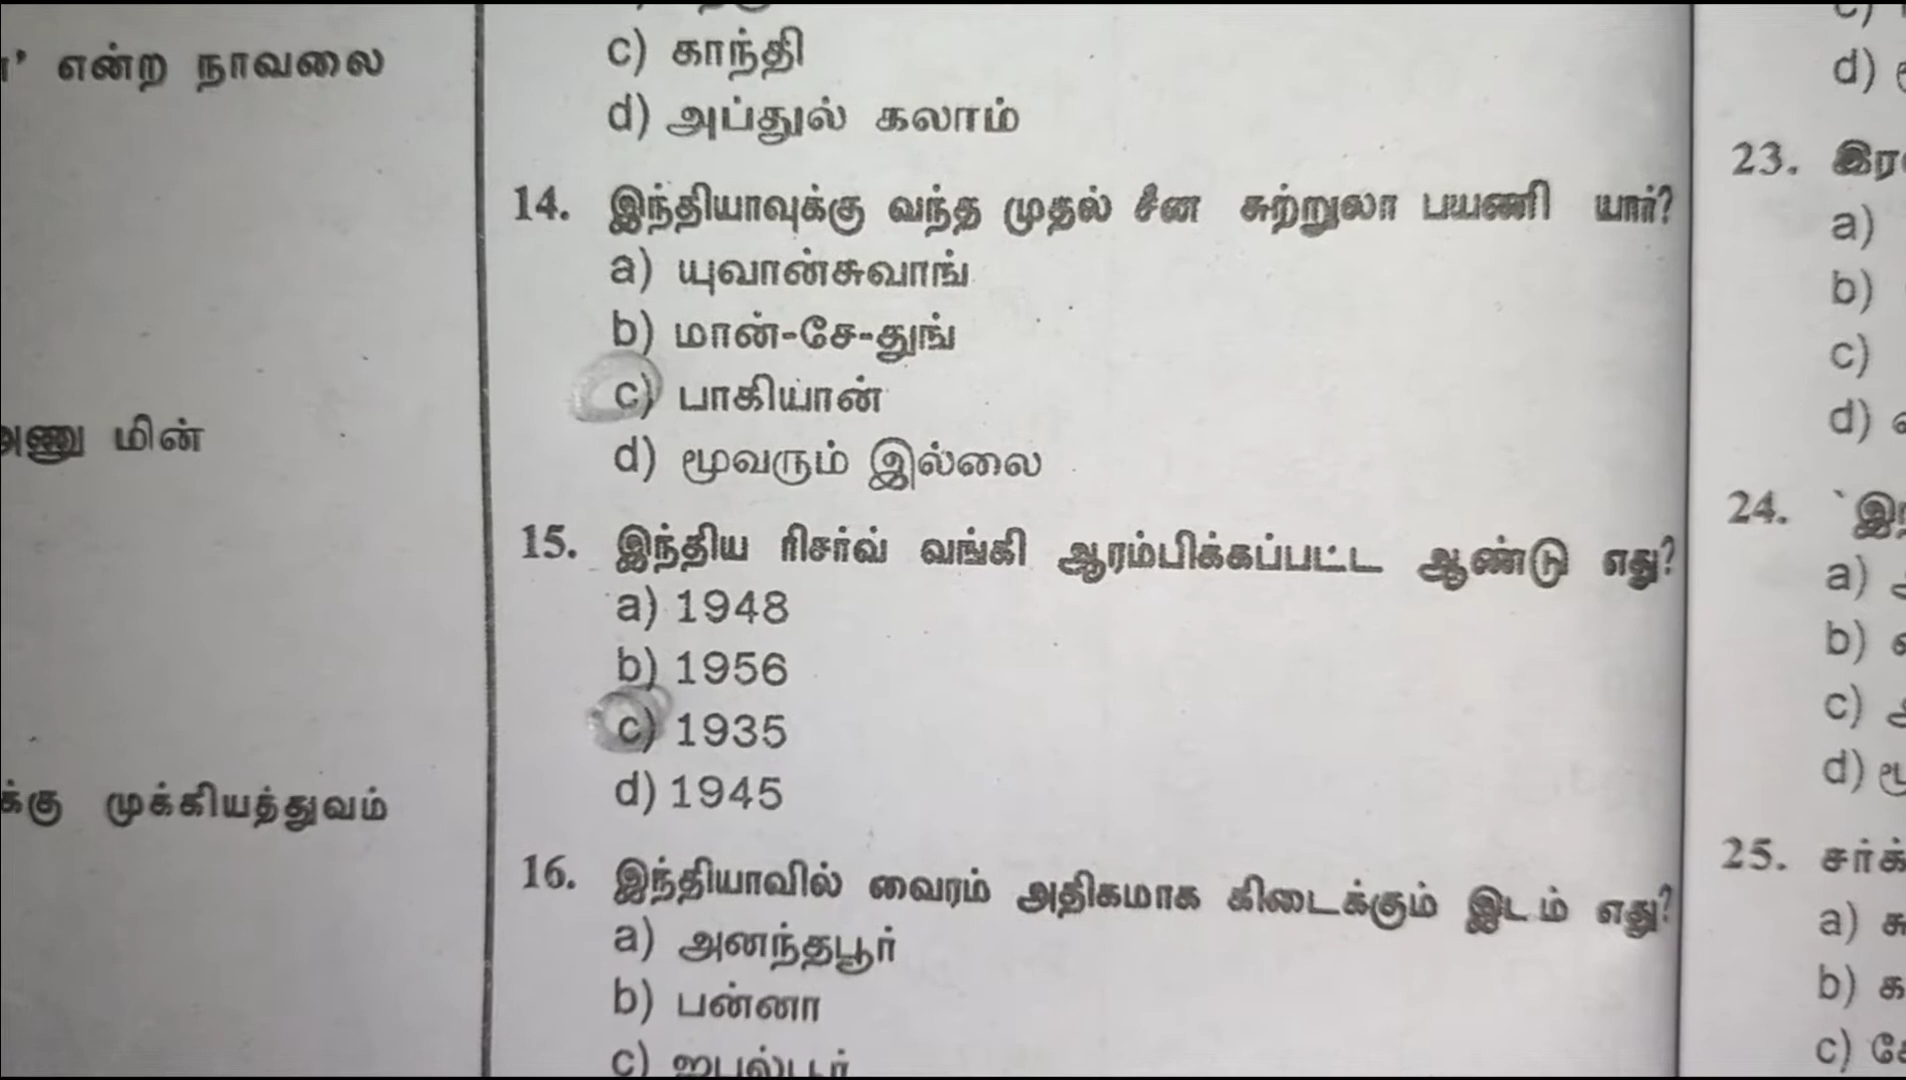 என்ற நாவலை
மின்
முக்கியத்துவம்
c) காந்தி
d) அப்துல் கலாம்
14. இந்தியாவுக்கு வந்த முதல் சீன சுற்றுலா பயணி யார்?
a) யுவான்சுவாங்
b) மான்-சே-துங்
c) பாகியான்
d) மூவரும் இல்லை
15. இந்திய ரிசர்வ் வங்கி ஆரம்பிக்கப்பட்ட ஆண்டு எது?
a) 1948
b) 1956
c) 1935
d) 1945
16. இந்தியாவில் வைரம் அதிகமாக கிடைக்கும் இடம் எது?
a) அனந்தபூர்
b) பன்னா
c)
d)
23.
a)
b)
c)
d)
24.
a)
b)
c)
d)
25.
a)
b)
c)